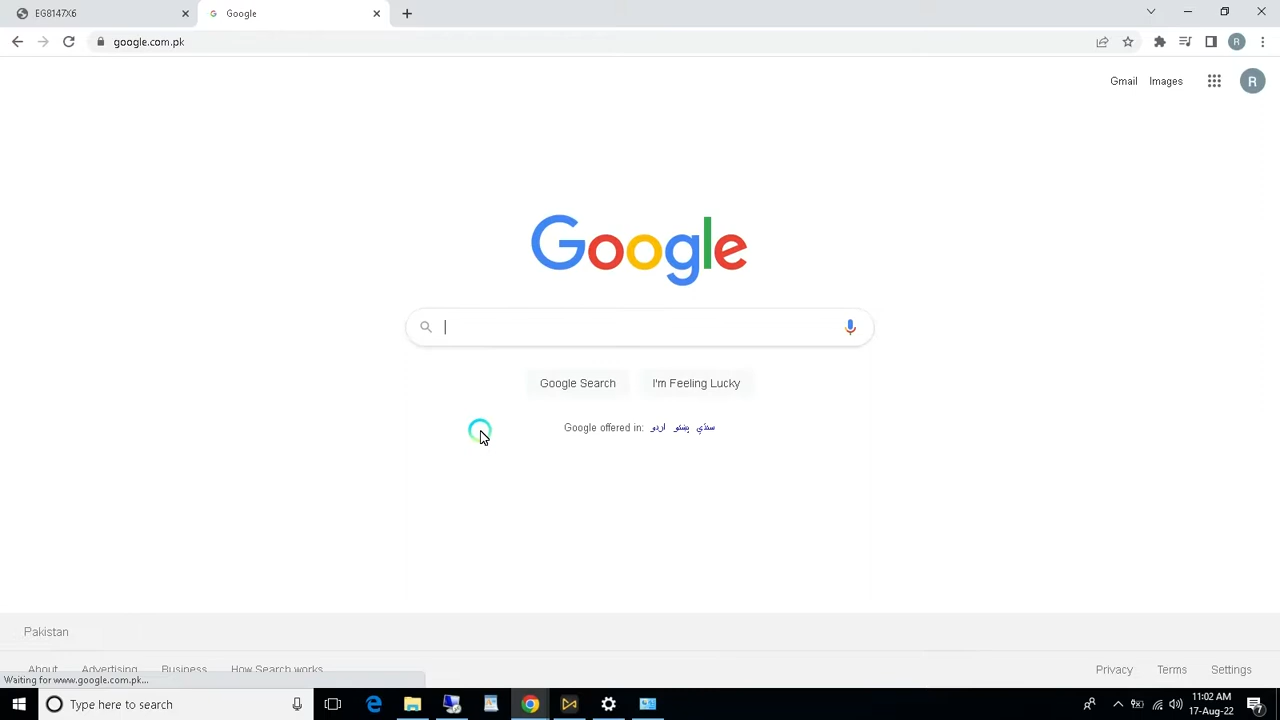 EG8147X6
Google
google.com.pk
Gmail Images
R
Google
Google Search I'm Feeling Lucky
Google offered in: اردو پښتو سنڌي
Pakistan
About Advertising Business How Search works
Privacy Terms Settings
Waiting for www.google.com.pk...
Type here to search
11:02 AM
17-Aug-22